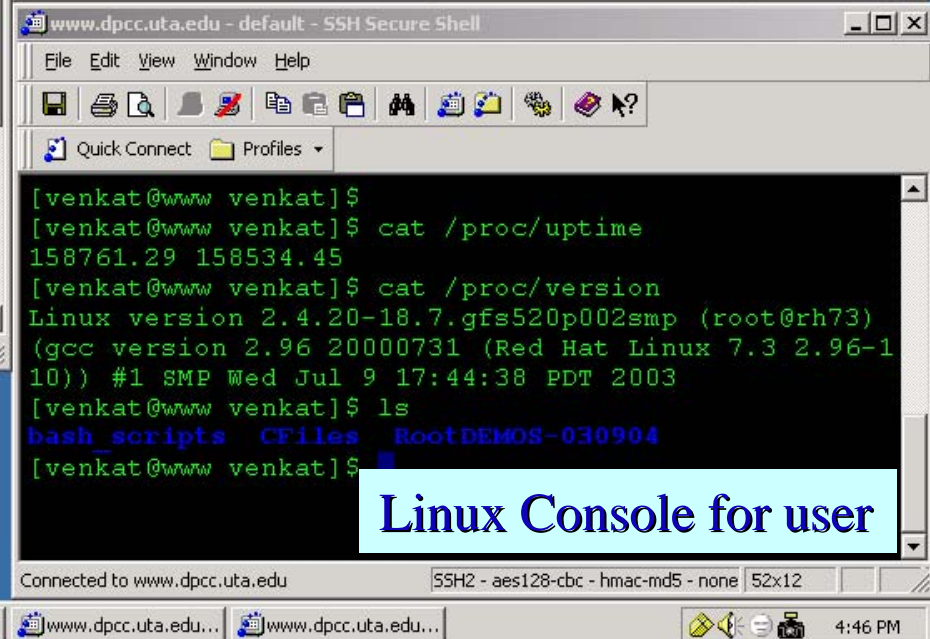 www.dpcc.uta.edu - default - SSH Secure Shell
File Edit View Window Help
Quick Connect Profiles
[venkat@www venkat]$
[venkat@www venkat]$ cat /proc/uptime
158761.29 158534.45
[venkat@www venkat]$ cat /proc/version
Linux version 2.4.20-18.7.gfs520p002smp (root@rh73)
(gcc version 2.96 20000731 (Red Hat Linux 7.3 2.96-1
10)) #1 SMP Wed Jul 9 17:44:38 PDT 2003
[venkat@www venkat]$ ls
bash_scripts CFiles RootDEMOS-030904
[venkat@www venkat]$
Linux Console for user
Connected to www.dpcc.uta.edu SSH2 - aes128-cbc - hmac-md5 - none 52x12
www.dpcc.uta.edu... www.dpcc.uta.edu... 4:46 PM